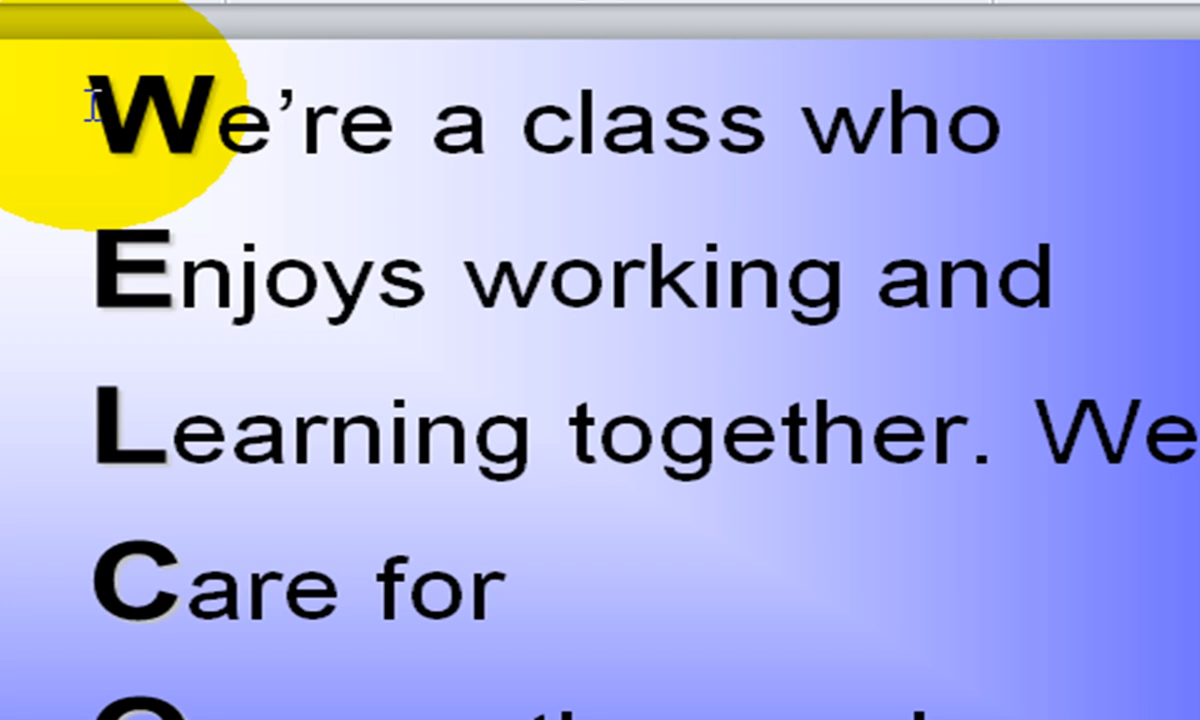 We’re a class who
Enjoys working and
Learning together. We
Care for